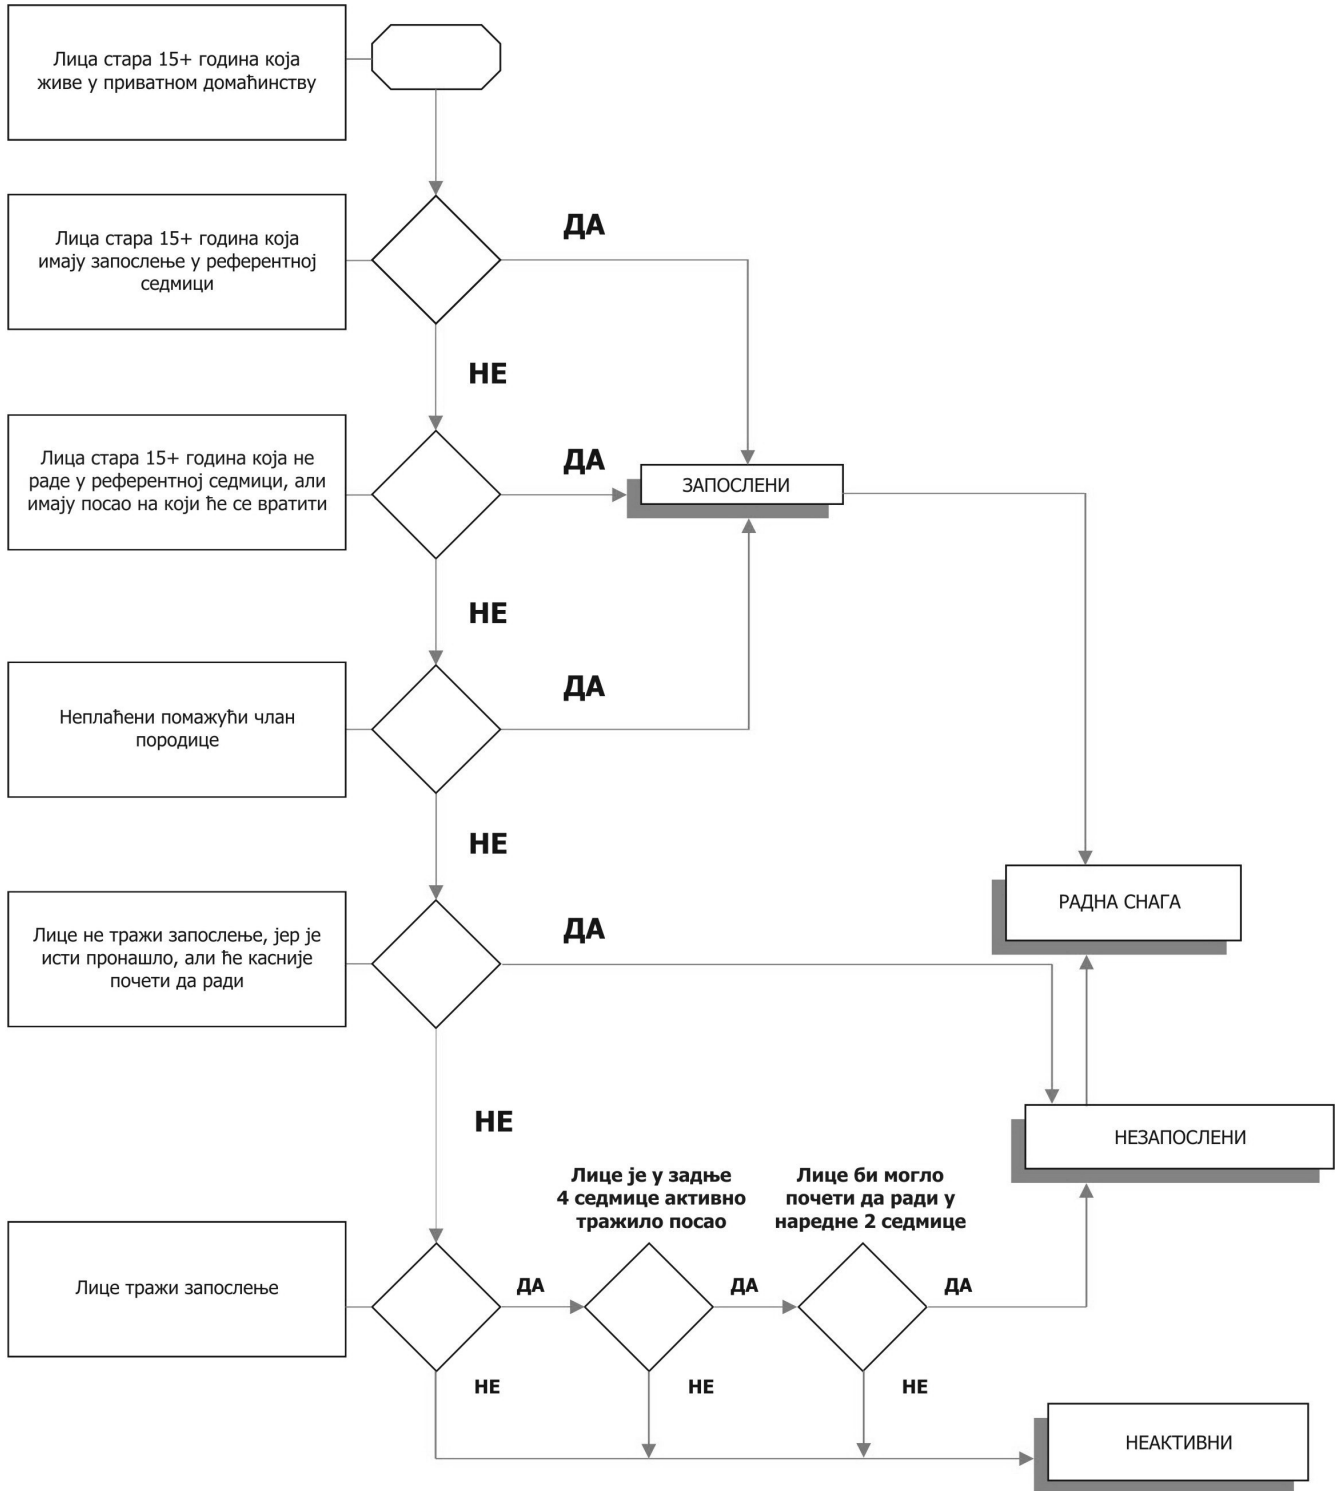 Лица стара 15+ година која
живе у приватном домаћинству
Лица стара 15+ година која
имају запослење у референтној
седмици
ДА
НЕ
Лица стара 15+ година која не
раде у референтној седмици, али
имају посао на који ће се вратити
ДА
ЗАПОСЛЕНИ
НЕ
Неплаћени помажући члан
породице
ДА
НЕ
РАДНА СНАГА
Лице не тражи запослење, јер је
исти пронашло, али ће касније
почети да ради
ДА
НЕ
НЕЗАПОСЛЕНИ
Лице је у задње
4 седмице активно
тражило посао
Лице би могло
почети да ради у
наредне 2 седмице
Лице тражи запослење
ДА
ДА
ДА
НЕ
НЕ
НЕ
НЕАКТИВНИ